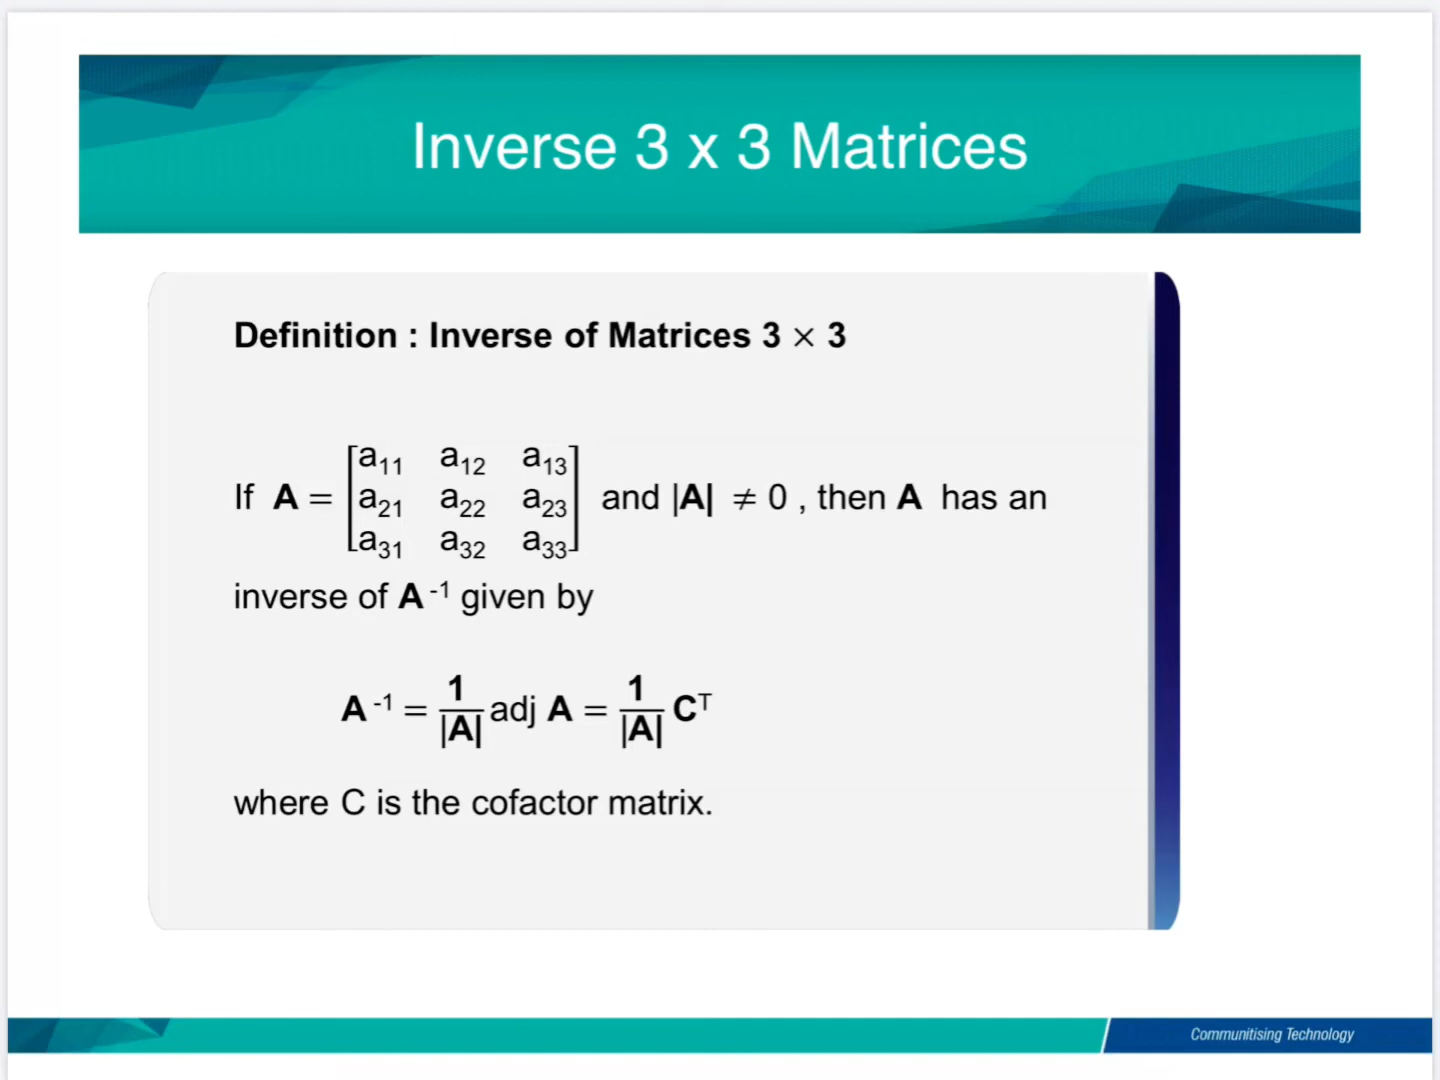 Inverse 3 x 3 Matrices
Definition : Inverse of Matrices 3 × 3
If A = [a₁₁ a₁₂ a₁₃
a₂₁ a₂₂ a₂₃
a₃₁ a₃₂ a₃₃] and |A| ≠ 0 , then A has an
inverse of A ⁻¹ given by
A ⁻¹ = 1/|A| adj A = 1/|A| Cᵀ
where C is the cofactor matrix.
Communitising Technology